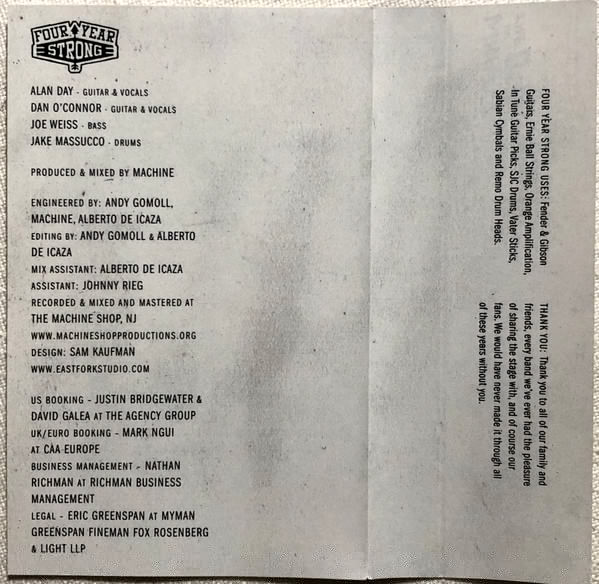 FOUR YEAR
STRONG
ALAN DAY - GUITAR & VOCALS
DAN O'CONNOR - GUITAR & VOCALS
JOE WEISS - BASS
JAKE MASSUCCO - DRUMS
PRODUCED & MIXED BY MACHINE
ENGINEERED BY: ANDY GOMOLL,
MACHINE, ALBERTO DE ICAZA
EDITING BY: ANDY GOMOLL & ALBERTO
DE ICAZA
MIX ASSISTANT: ALBERTO DE ICAZA
ASSISTANT: JOHNNY RIEG
RECORDED & MIXED AND MASTERED AT
THE MACHINE SHOP, NJ
WWW.MACHINESHOPPRODUCTIONS.ORG
DESIGN: SAM KAUFMAN
WWW.EASTFORKSTUDIO.COM
US BOOKING - JUSTIN BRIDGEWATER &
DAVID GALEA AT THE AGENCY GROUP
UK/EURO BOOKING - MARK NGUI
AT CAA EUROPE
BUSINESS MANAGEMENT - NATHAN
RICHMAN AT RICHMAN BUSINESS
MANAGEMENT
LEGAL - ERIC GREENSPAN AT MYMAN
GREENSPAN FINEMAN FOX ROSENBERG
& LIGHT LLP
FOUR YEAR STRONG USES: Fender & Gibson
Guitars, Ernie Ball Strings, Orange Amplification,
In Tune Guitar Picks, SJC Drums, Vater Sticks,
Sabian Cymbals and Remo Drum Heads.
THANK YOU: Thank you to all of our family and
friends, every band we've ever had the pleasure
of sharing the stage with, and of course our
fans. We would have never made it through all
of these years without you.